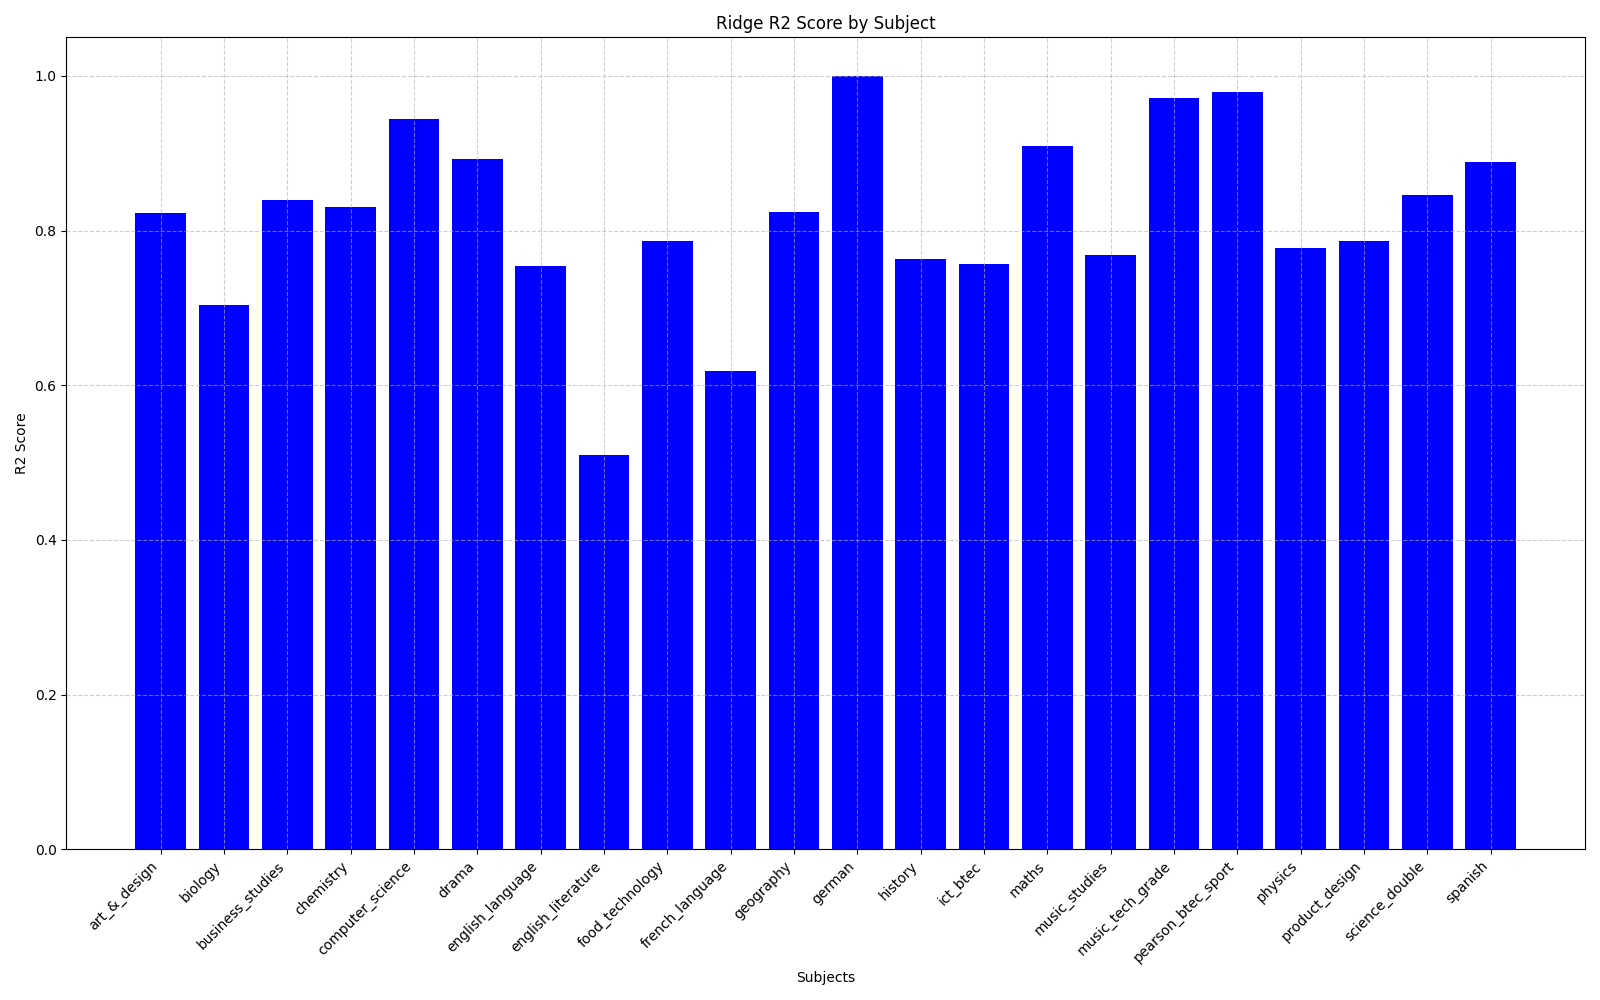 Ridge R2 Score by Subject
R2 Score
1.0
0.8
0.6
0.4
0.2
0.0
art_&_design
biology
business_studies
chemistry
computer_science
drama
english_language
english_literature
food_technology
french_language
geography
german
history
ict_btec
maths
music_studies
music_tech_grade
pearson_btec_sport
physics
product_design
science_double
spanish
Subjects